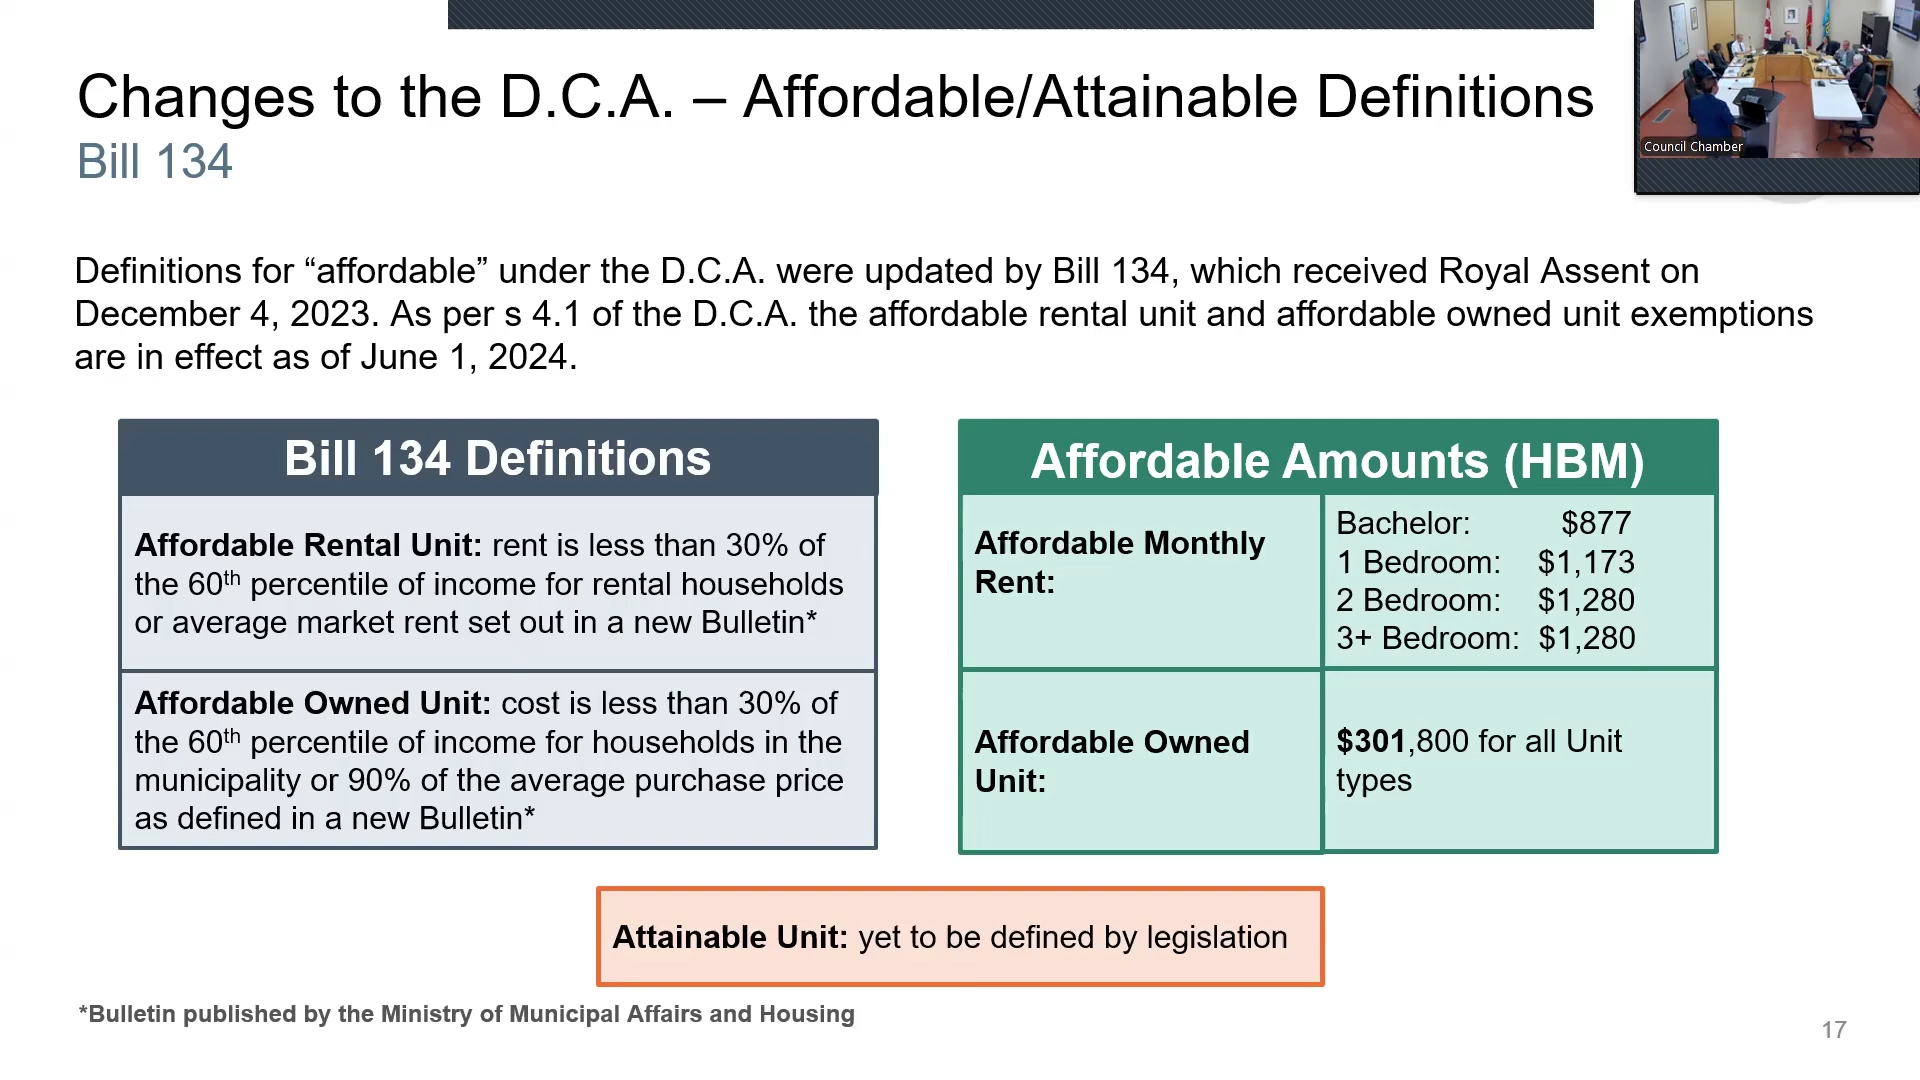 Changes to the D.C.A. – Affordable/Attainable Definitions
Bill 134
Council Chamber
Definitions for “affordable” under the D.C.A. were updated by Bill 134, which received Royal Assent on
December 4, 2023. As per s 4.1 of the D.C.A. the affordable rental unit and affordable owned unit exemptions
are in effect as of June 1, 2024.
Bill 134 Definitions
Affordable Rental Unit: rent is less than 30% of
the 60th percentile of income for rental households
or average market rent set out in a new Bulletin*
Affordable Owned Unit: cost is less than 30% of
the 60th percentile of income for households in the
municipality or 90% of the average purchase price
as defined in a new Bulletin*
Affordable Amounts (HBM)
Affordable Monthly
Rent:
Bachelor: $877
1 Bedroom: $1,173
2 Bedroom: $1,280
3+ Bedroom: $1,280
Affordable Owned
Unit:
$301,800 for all Unit
types
Attainable Unit: yet to be defined by legislation
*Bulletin published by the Ministry of Municipal Affairs and Housing
17